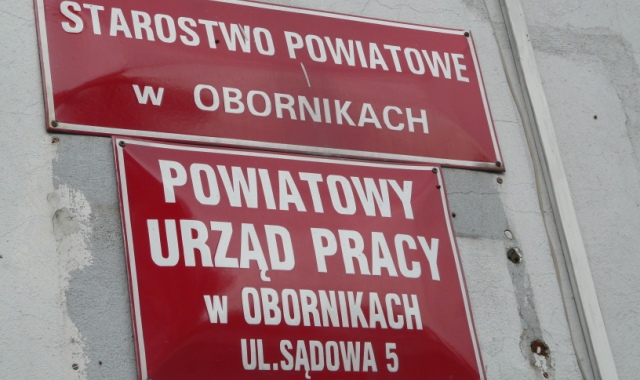 STAROSTWO POWIATOWE
w OBORNIKACH
POWIATOWY
URZĄD PRACY
w OBORNIKACH
UL.SĄDOWA 5